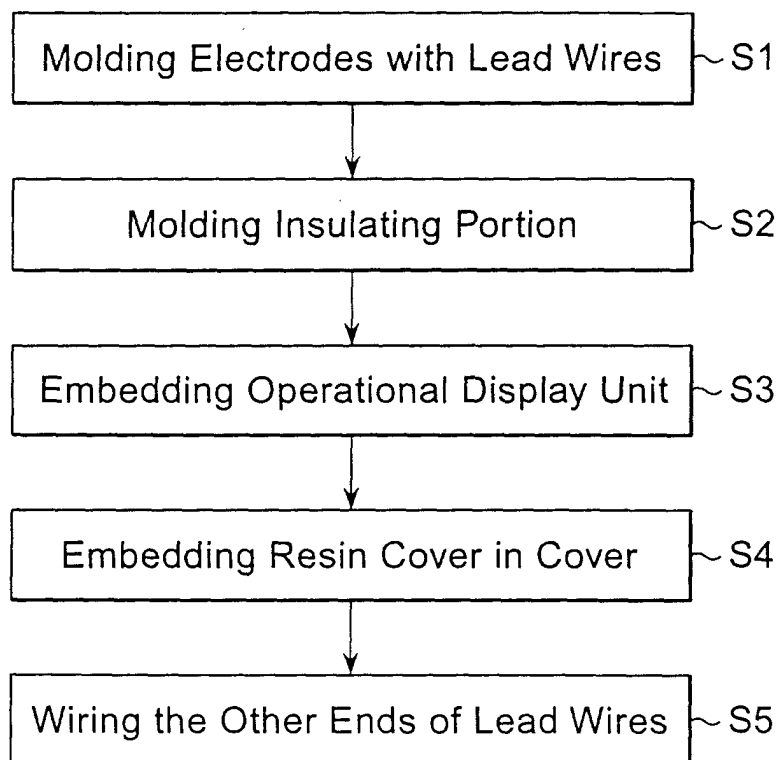 Molding Electrodes with Lead Wires ~ S1
Molding Insulating Portion ~ S2
Embedding Operational Display Unit ~ S3
Embedding Resin Cover in Cover ~ S4
Wiring the Other Ends of Lead Wires ~ S5